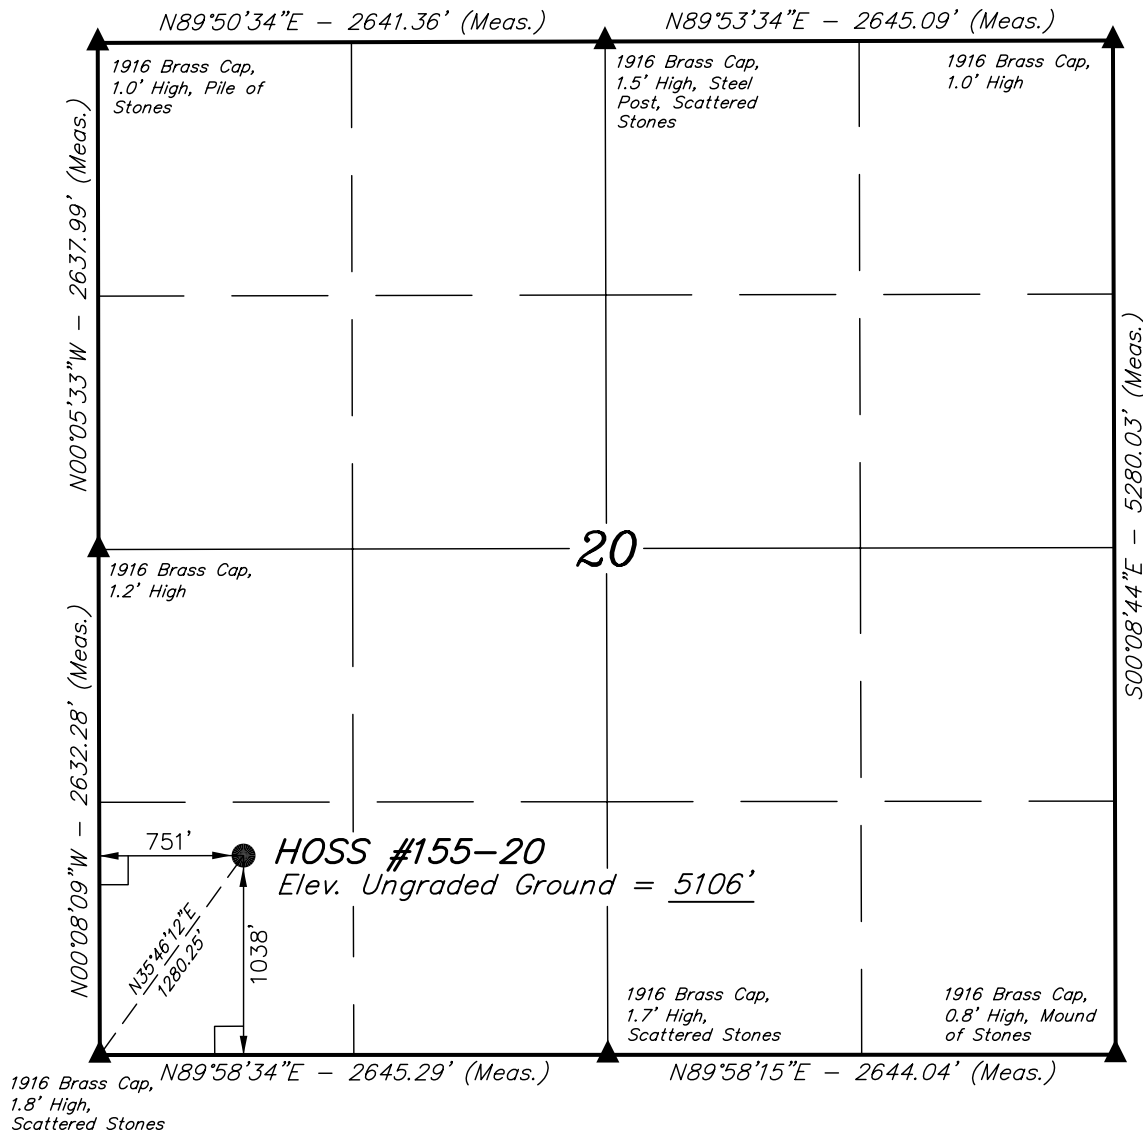 N89°50'34"E - 2641.36' (Meas.)
N89°53'34"E - 2645.09' (Meas.)
1916 Brass Cap,
1.0' High, Pile of
Stones
1916 Brass Cap,
1.5' High, Steel
Post, Scattered
Stones
1916 Brass Cap,
1.0' High
N00°05'33"W - 2637.99' (Meas.)
S00°08'44"E - 5280.03' (Meas.)
20
1916 Brass Cap,
1.2' High
N00°08'09"W - 2632.28' (Meas.)
751'
HOSS #155-20
Elev. Ungraded Ground = 5106'
N35°46'12"E
1280.25'
1038'
1916 Brass Cap,
1.7' High,
Scattered Stones
1916 Brass Cap,
0.8' High, Mound
of Stones
1916 Brass Cap,
1.8' High,
Scattered Stones
N89°58'34"E - 2645.29' (Meas.)
N89°58'15"E - 2644.04' (Meas.)